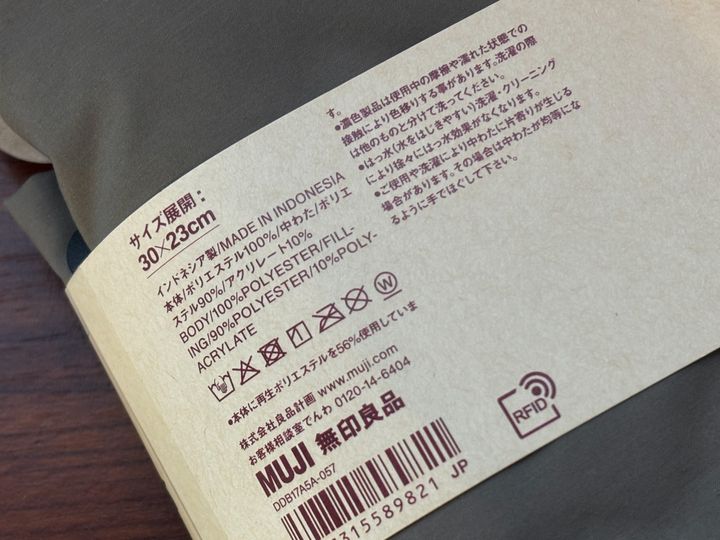 サイズ展開:
30×23cm
インドネシア製/MADE IN INDONESIA
本体/ポリエステル100%/中わた/ポリエ
ステル90%/アクリレート10%
BODY/100%POLYESTER/FILL-
ING/90%POLYESTER/10%POLY-
ACRYLATE
W
●本体に再生ポリエステルを56%使用していま
す。
●濃色製品は使用中の摩擦や濡れた状態での
接触により色移りする事があります。洗濯の際
は他のものと分けて洗ってください。
●はっ水(水をはじきやすい)洗濯・クリーニング
により徐々にはっ水効果がなくなります。
●ご使用や洗濯により中わたに片寄りが生じる
場合があります。その場合は中わたが均等にな
るように手でほぐして下さい。
株式会社良品計画 www.muji.com
お客様相談室でんわ 0120-14-6404
MUJI 無印良品
DDB17A5A-057
315589821 JP
RFID